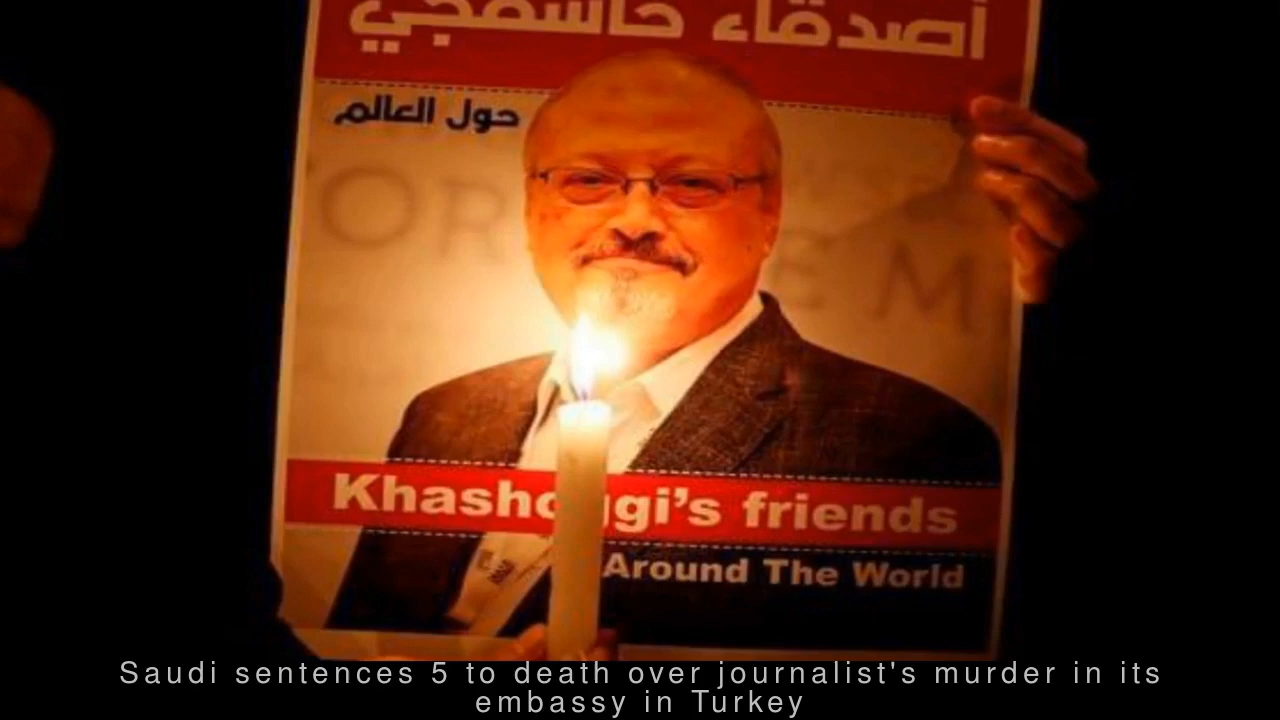 أصدقاء خاشقجي
حول العالم
OR E M
Khashoggi's friends
Around The World
Saudi sentences 5 to death over journalist's murder in its
embassy in Turkey